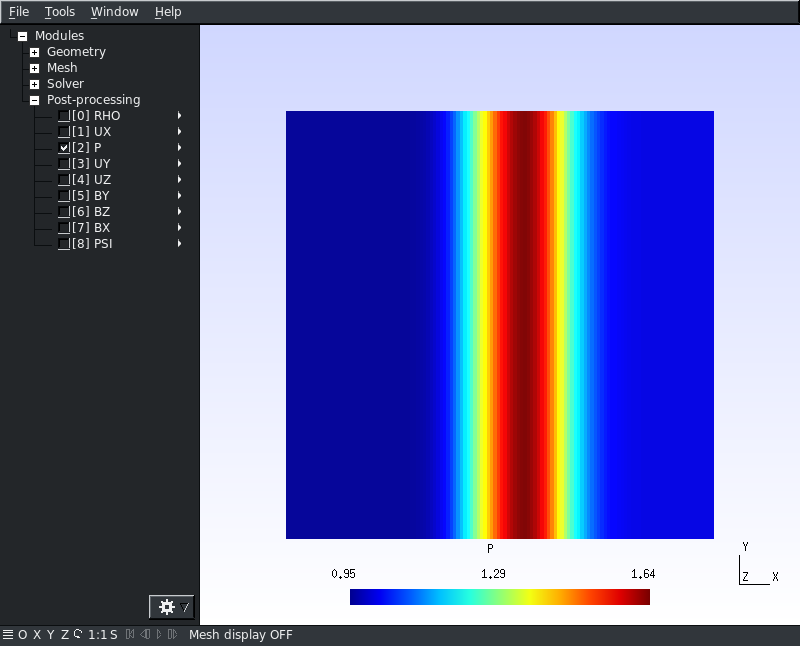 File Tools Window Help
Modules
Geometry
Mesh
Solver
Post-processing
[0] RHO
[1] UX
[2] P
[3] UY
[4] UZ
[5] BY
[6] BZ
[7] BX
[8] PSI
P
0.95 1.29 1.64
Y
Z X
O X Y Z 1:1 S Mesh display OFF